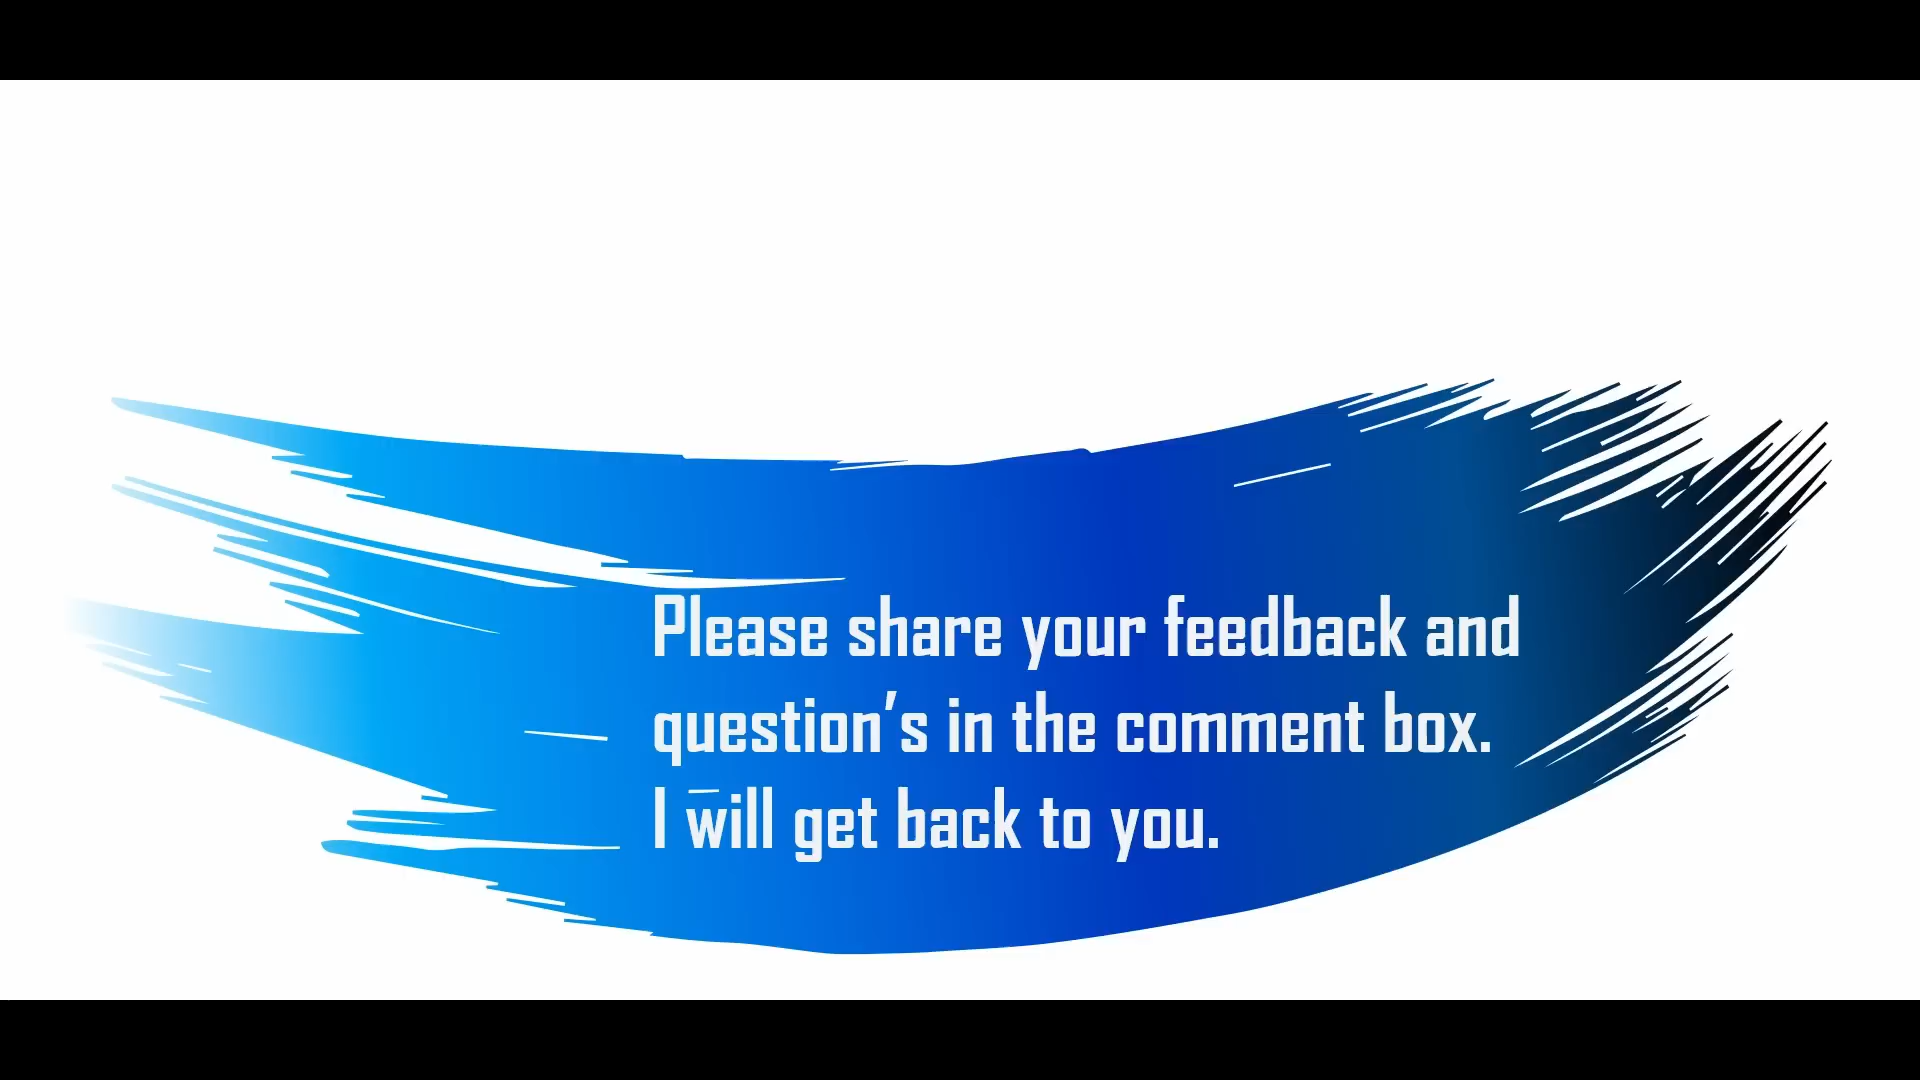 Please share your feedback and
question’s in the comment box.
I will get back to you.